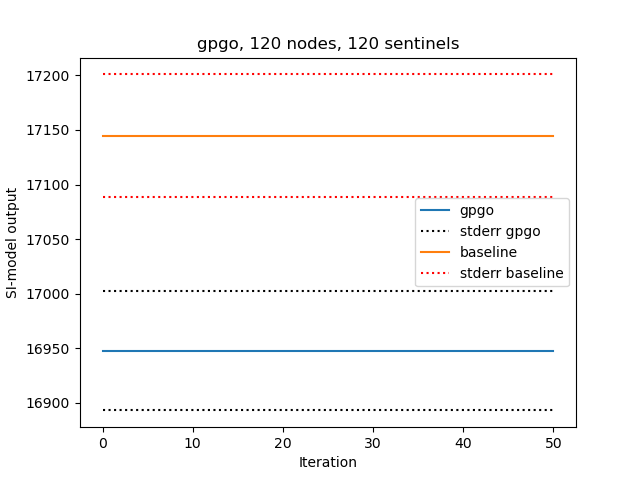 gpgo, 120 nodes, 120 sentinels
SI-model output
17200
17150
17100
17050
17000
16950
16900
gpgo
stderr gpgo
baseline
stderr baseline
0 10 20 30 40 50
Iteration